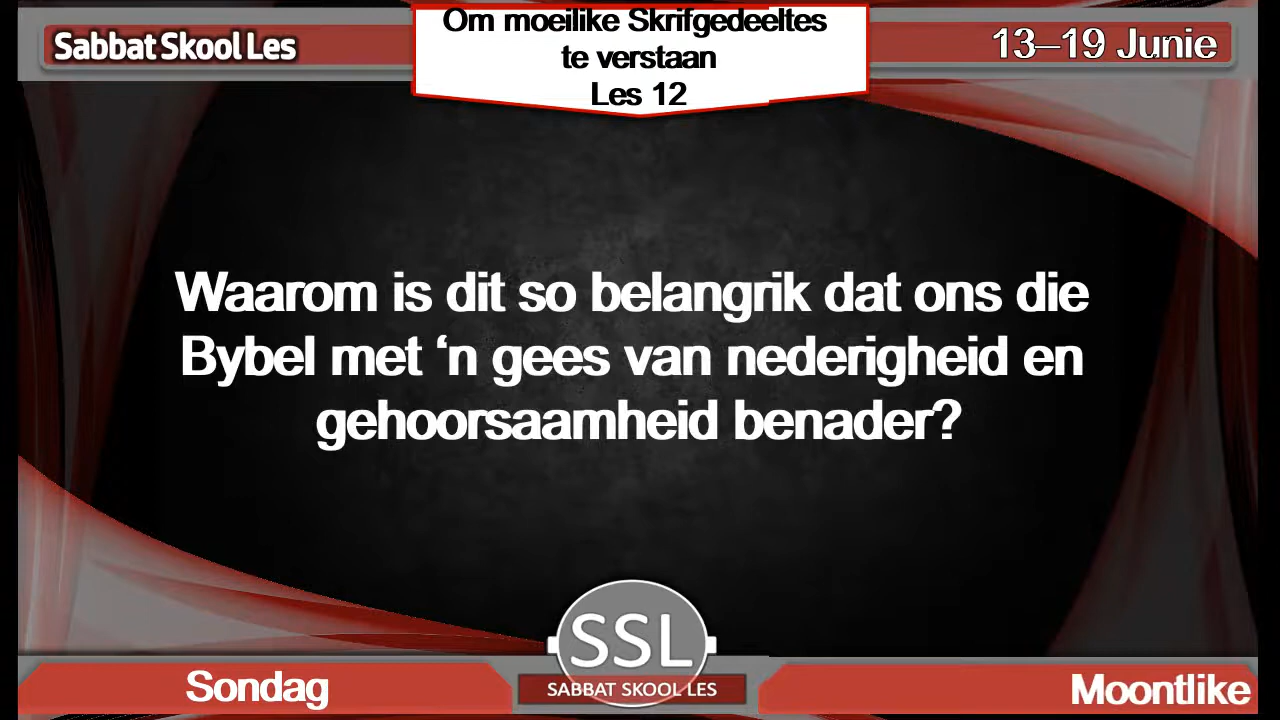 Sabbat Skool Les
Om moeilike Skrifgedeeltes
te verstaan
Les 12
13–19 Junie
Waarom is dit so belangrik dat ons die
Bybel met ‘n gees van nederigheid en
gehoorsaamheid benader?
SSL
SABBAT SKOOL LES
Sondag
Moontlike